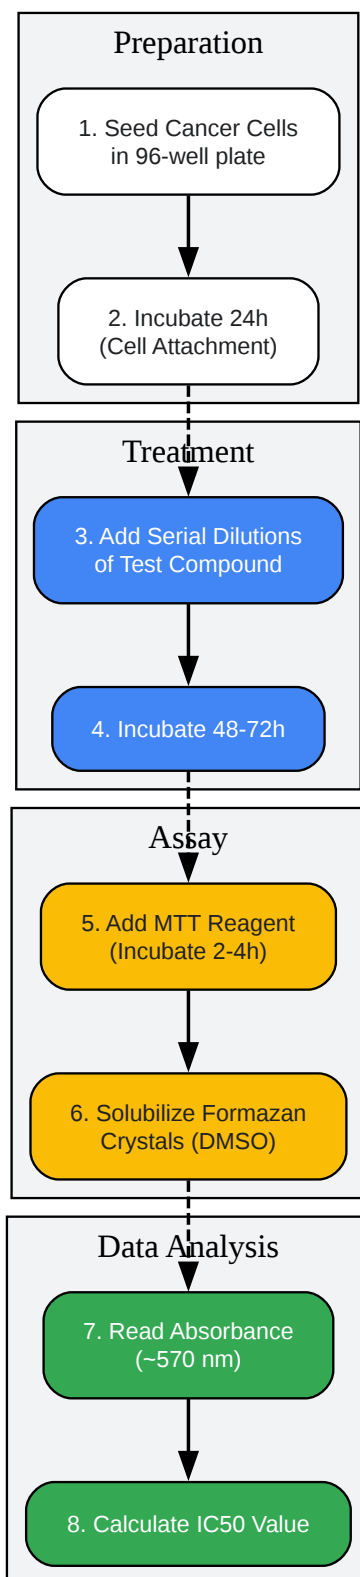 Preparation
1. Seed Cancer Cells
in 96-well plate
2. Incubate 24h
(Cell Attachment)
Treatment
3. Add Serial Dilutions
of Test Compound
4. Incubate 48-72h
Assay
5. Add MTT Reagent
(Incubate 2-4h)
6. Solubilize Formazan
Crystals (DMSO)
Data Analysis
7. Read Absorbance
(~570 nm)
8. Calculate IC50 Value